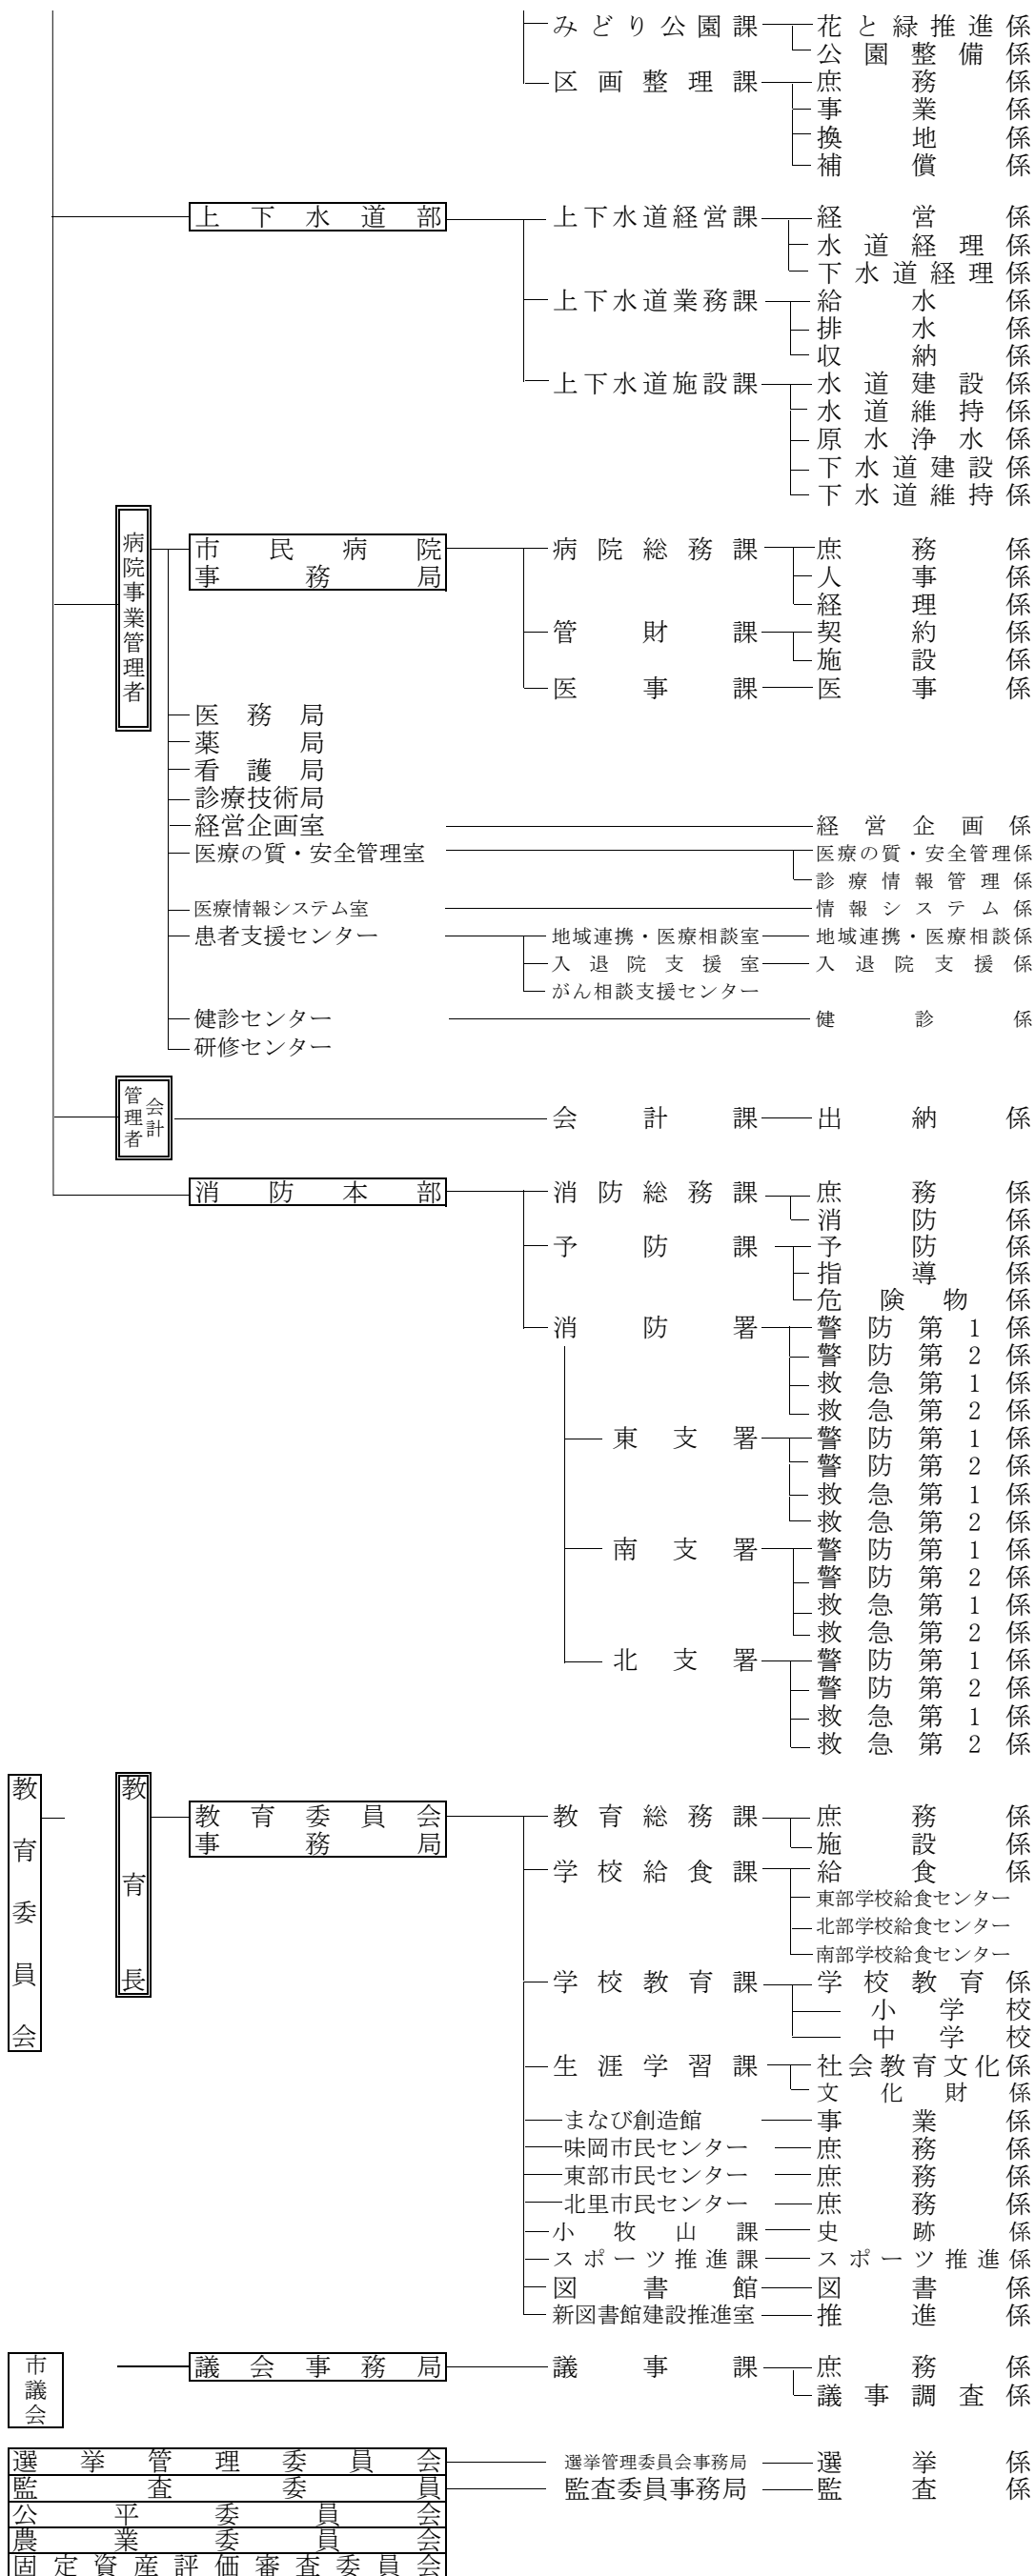 みどり公園課 花と緑推進係
公園整備係
区画整理課 庶務係
事業係
換地係
補償係
上下水道部 上下水道経営課 経営係
水道経理係
下水道経理係
上下水道業務課 給水係
排水係
収納係
上下水道施設課 水道建設係
水道維持係
原水浄水係
下水道建設係
下水道維持係
病院事業管理者
市民病院 病院総務課 庶務係
事務局 人事係
経理係
管財課 契約係
施設係
医事課 医事係
医務局
薬局
看護局
診療技術局
経営企画室 経営企画係
医療の質・安全管理室 医療の質・安全管理係
診療情報管理係
医療情報システム室 情報システム係
患者支援センター 地域連携・医療相談室 地域連携・医療相談係
入退院支援室 入退院支援係
がん相談支援センター
健診センター 健診係
研修センター
会計管理者 会計課 出納係
消防本部 消防総務課 庶務係
消防係
予防課 予防係
指導係
危険物係
消防署 警防第1係
警防第2係
救急第1係
救急第2係
東支署 警防第1係
警防第2係
救急第1係
救急第2係
南支署 警防第1係
警防第2係
救急第1係
救急第2係
北支署 警防第1係
警防第2係
救急第1係
救急第2係
教育委員会
教育長
教育委員会 教育総務課 庶務係
事務局 施設係
学校給食課 給食係
東部学校給食センター
北部学校給食センター
南部学校給食センター
学校教育課 学校教育係
小学校
中学校
生涯学習課 社会教育文化係
文化財係
まなび創造館 事業係
味岡市民センター 庶務係
東部市民センター 庶務係
北里市民センター 庶務係
小牧山課 史跡係
スポーツ推進課 スポーツ推進係
図書館 図書係
新図書館建設推進室 推進係
市議会 議会事務局 議事課 庶務係
議事調査係
選挙管理委員会 選挙管理委員会事務局 選挙係
監査委員 監査委員事務局 監査係
公平委員会
農業委員会
固定資産評価審査委員会